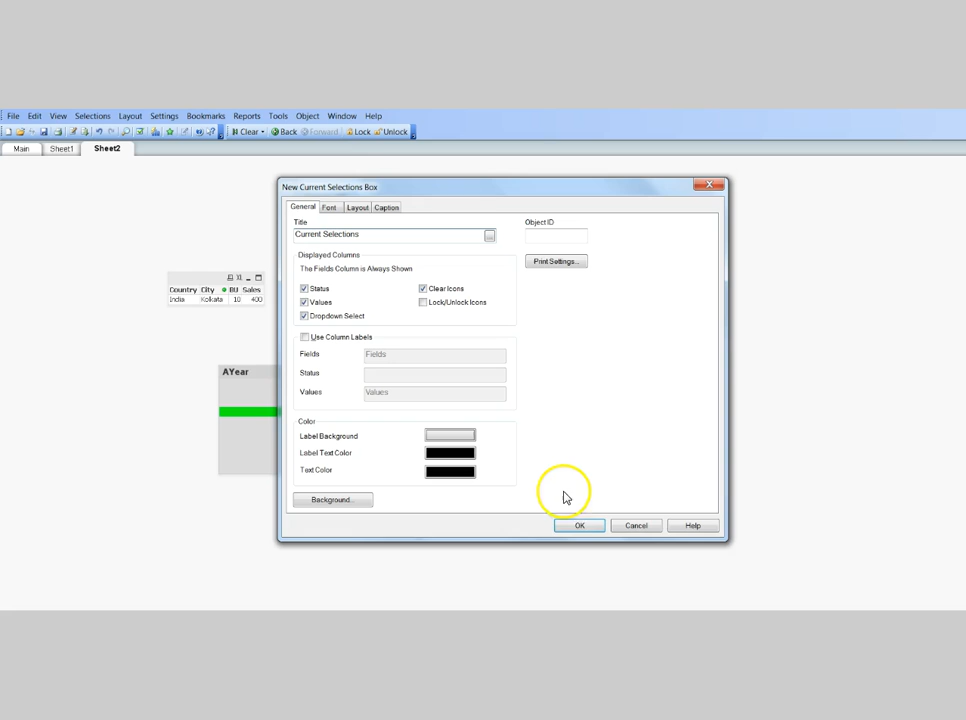 File Edit View Selections Layout Settings Bookmarks Reports Tools Object Window Help
Clear Back Forward Lock Unlock
Main Sheet1 Sheet2
New Current Selections Box
General Font Layout Caption
Title Object ID
Current Selections ...
Displayed Columns
Print Settings...
The Fields Column is Always Shown
Status Clear Icons
Country City BU Sales
India Kolkata 10 400
Values Lock/Unlock Icons
Dropdown Select
Use Column Labels
Fields Fields
AYear
Status
Values Values
Color
Label Background
Label Text Color
Text Color
Background...
OK Cancel Help